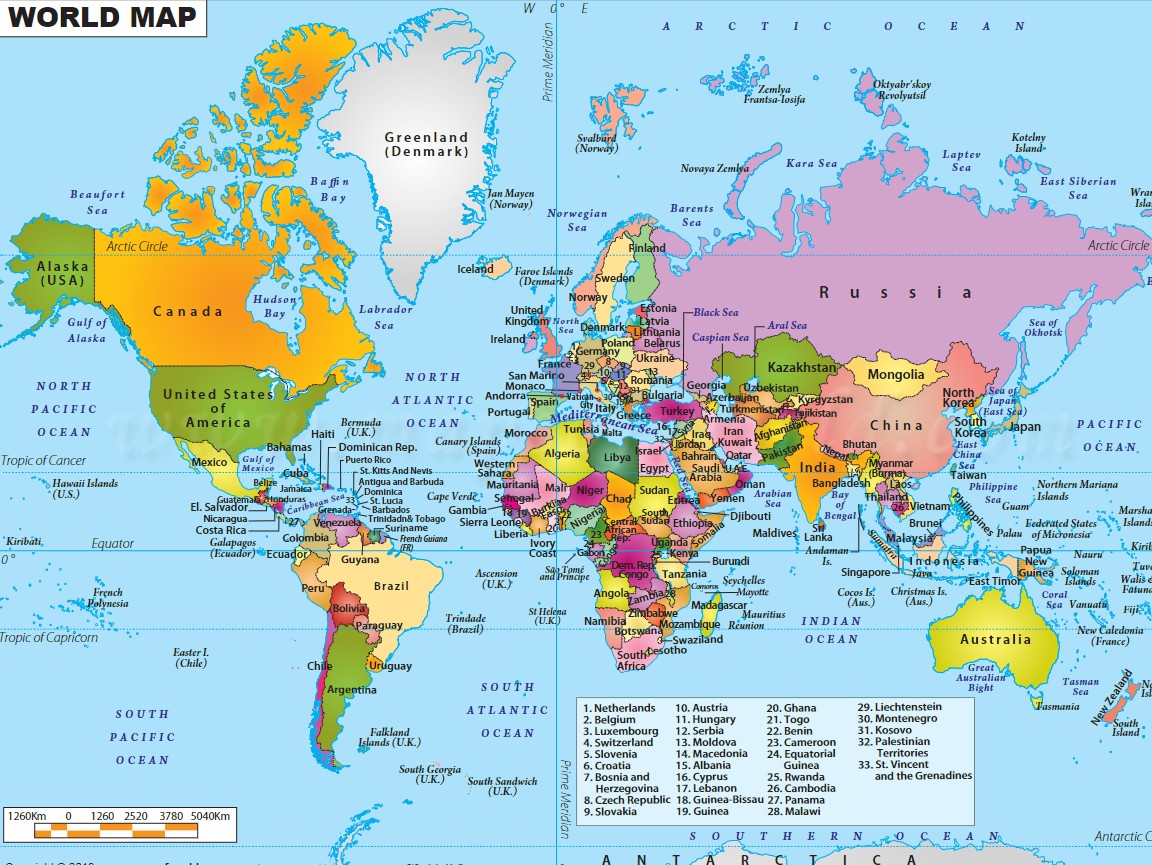 WORLD MAP
W 0° E
ARCTIC OCEAN
Prime Meridian
Greenland
(Denmark)
Svalbard
(Norway)
Zemlya
Frantsa-Iosifa
Oktyabr'skoy
Revolyutsii
Novaya Zemlya
Kara Sea
Laptev
Sea
Kotelny
Island
East Siberian
Sea
Beaufort
Sea
Baffin
Bay
Jan Mayen
(Norway)
Norwegian
Sea
Barents
Sea
Arctic Circle
Arctic Circle
Alaska
(USA)
Canada
Hudson
Bay
Labrador
Sea
Gulf of
Alaska
Iceland
Faroe Islands
(Denmark)
Finland
Sweden
Norway
Russia
Sea of
Okhotsk
United
Kingdom
North
Sea
Ireland
Denmark
Estonia
Latvia
Lithuania
Belarus
Poland
Germany
Ukraine
France
San Marino
Monaco
Andorra
Portugal
Spain
Vatican
City
Italy
Romania
Bulgaria
Greece
Black Sea
Caspian Sea
Aral Sea
Georgia
Azerbaijan
Armenia
Turkey
Kazakhstan
Uzbekistan
Turkmenistan
Kyrgyzstan
Tajikistan
Mongolia
North
Korea
South
Korea
Sea of
Japan
(East Sea)
Japan
China
East
China
Sea
Taiwan
NORTH
PACIFIC
OCEAN
United States
of
America
NORTH
ATLANTIC
OCEAN
PACIFIC
OCEAN
Tropic of Cancer
Hawaii Islands
(U.S.)
Mexico
Gulf of
Mexico
Bahamas
Haiti
Bermuda
(U.K.)
Dominican Rep.
Puerto Rico
Cuba
Jamaica
Belize
Honduras
Guatemala
El. Salvador
Nicaragua
Costa Rica
Caribbean Sea
St. Kitts And Nevis
Antigua and Barbuda
Dominica
St. Lucia
Barbados
Grenada
Trinidad&Tobago
33
27
Venezuela
Suriname
French Guiana
(FR)
Colombia
Guyana
Galapagos
(Ecuador)
Ecuador
Canary Islands
(Spain)
Morocco
Western
Sahara
Mauritania
Cape Verde
Senegal
Gambia
Sierra Leone
Liberia
Ivory
Coast
Algeria
Tunisia
Malta
Mediterranean Sea
Libya
Egypt
Israel
Jordan
Iraq
Iran
Kuwait
Bahrain
Qatar
Saudi
Arabia
U.A.E.
Oman
Yemen
Red Sea
Syria
Afghanistan
Pakistan
India
Nepal
Bhutan
Bangladesh
Myanmar
(Burma)
Laos
Thailand
Vietnam
Philippines
Philippine
Sea
Northern Mariana
Islands
Guam
Arabian
Sea
Bay
of
Bengal
Mali
Niger
Chad
Sudan
Eritrea
Burkina
Faso
Nigeria
South
Sudan
Central
African
Rep.
Ethiopia
Djibouti
Somalia
Maldives
Lanka
Andaman
Is.
Brunei
Malaysia
Singapore
Sumatra
Palau
Federated States
of Micronesia
Marshall
Islands
Kiribati
Equator
0°
Gabon
Congo
Dem. Rep.
Congo
Uganda
Kenya
Burundi
Tanzania
São Tomé
and Príncipe
Ascension
(U.K.)
Seychelles
Comoros
Mayotte
Indonesia
Java
East Timor
Papua
New
Guinea
Nauru
Solomon
Islands
Cocos Is.
(Aus.)
Christmas Is.
(Aus.)
Coral
Sea
Vanuatu
Fiji
Peru
Brazil
Bolivia
French
Polynesia
Paraguay
Tropic of Capricorn
Easter I.
(Chile)
Trindade
(Brazil)
St Helena
(U.K.)
Angola
Zambia
Zimbabwe
Namibia
Botswana
Mozambique
Madagascar
Mauritius
Réunion
Swaziland
Lesotho
South
Africa
INDIAN
OCEAN
Australia
New Caledonia
(France)
Great
Australian
Bight
Tasman
Sea
Tasmania
New Zealand
South
Island
Chile
Uruguay
Argentina
SOUTH
PACIFIC
OCEAN
SOUTH
ATLANTIC
OCEAN
Falkland
Islands (U.K.)
South Georgia
(U.K.)
South Sandwich
(U.K.)
1. Netherlands
2. Belgium
3. Luxembourg
4. Switzerland
5. Slovenia
6. Croatia
7. Bosnia and
Herzegovina
8. Czech Republic
9. Slovakia
10. Austria
11. Hungary
12. Serbia
13. Moldova
14. Macedonia
15. Albania
16. Cyprus
17. Lebanon
18. Guinea-Bissau
19. Guinea
20. Ghana
21. Togo
22. Benin
23. Cameroon
24. Equatorial
Guinea
25. Rwanda
26. Cambodia
27. Panama
28. Malawi
29. Liechtenstein
30. Montenegro
31. Kosovo
32. Palestinian
Territories
33. St. Vincent
and the Grenadines
Prime Meridian
1260Km 0 1260 2520 3780 5040Km
SOUTHERN OCEAN
Antarctic C
ANTARCTICA